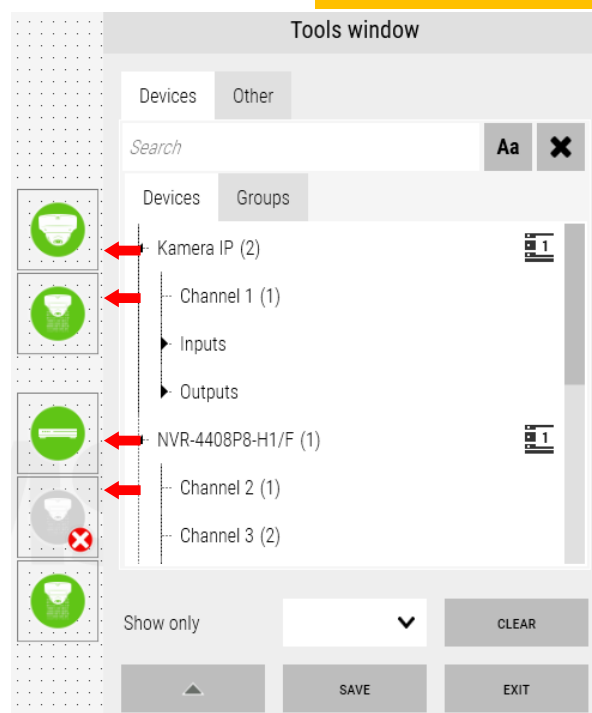 Tools window
Devices Other
Search Aa
Devices Groups
Kamera IP (2) 1
Channel 1 (1)
Inputs
Outputs
NVR-4408P8-H1/F (1) 1
Channel 2 (1)
Channel 3 (2)
Show only CLEAR
SAVE EXIT